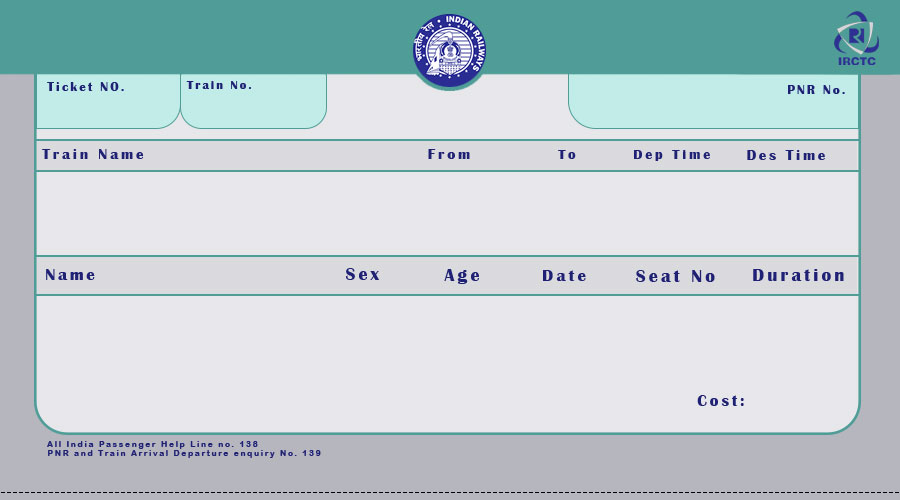 भारतीय रेल • INDIAN RAILWAYS
IRCTC
Ticket NO.
Train No.
PNR No.
Train Name From To Dep Time Des Time
Name Sex Age Date Seat No Duration
Cost:
All India Passenger Help Line no. 138
PNR and Train Arrival Departure enquiry No. 139